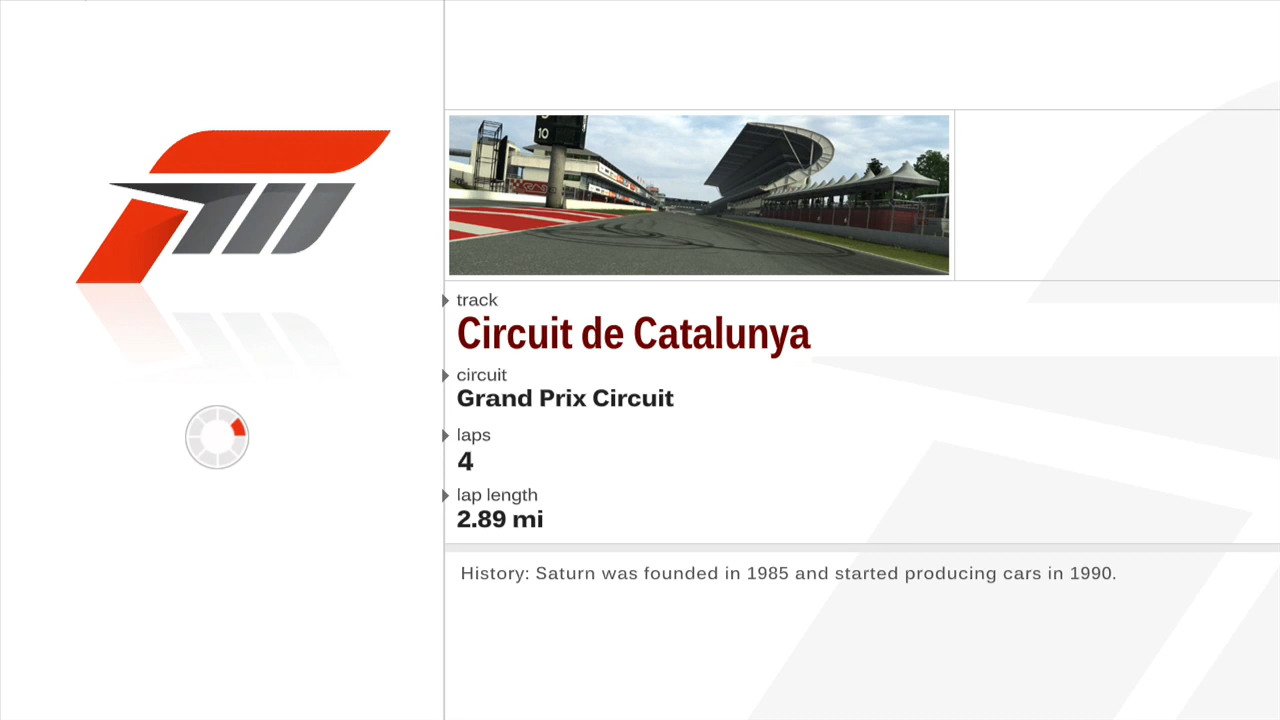 10
track
Circuit de Catalunya
circuit
Grand Prix Circuit
laps
4
lap length
2.89 mi
History: Saturn was founded in 1985 and started producing cars in 1990.